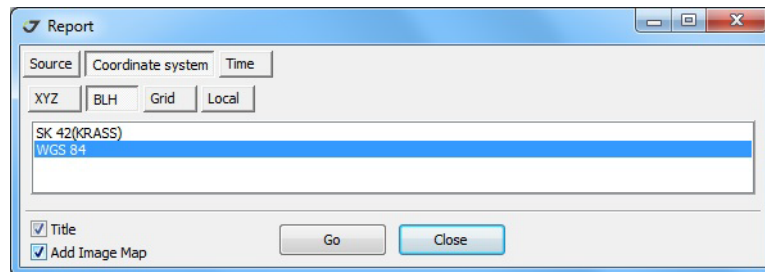 Report
Source Coordinate system Time
XYZ BLH Grid Local
SK 42(KRASS)
WGS 84
Title
Go Close
Add Image Map